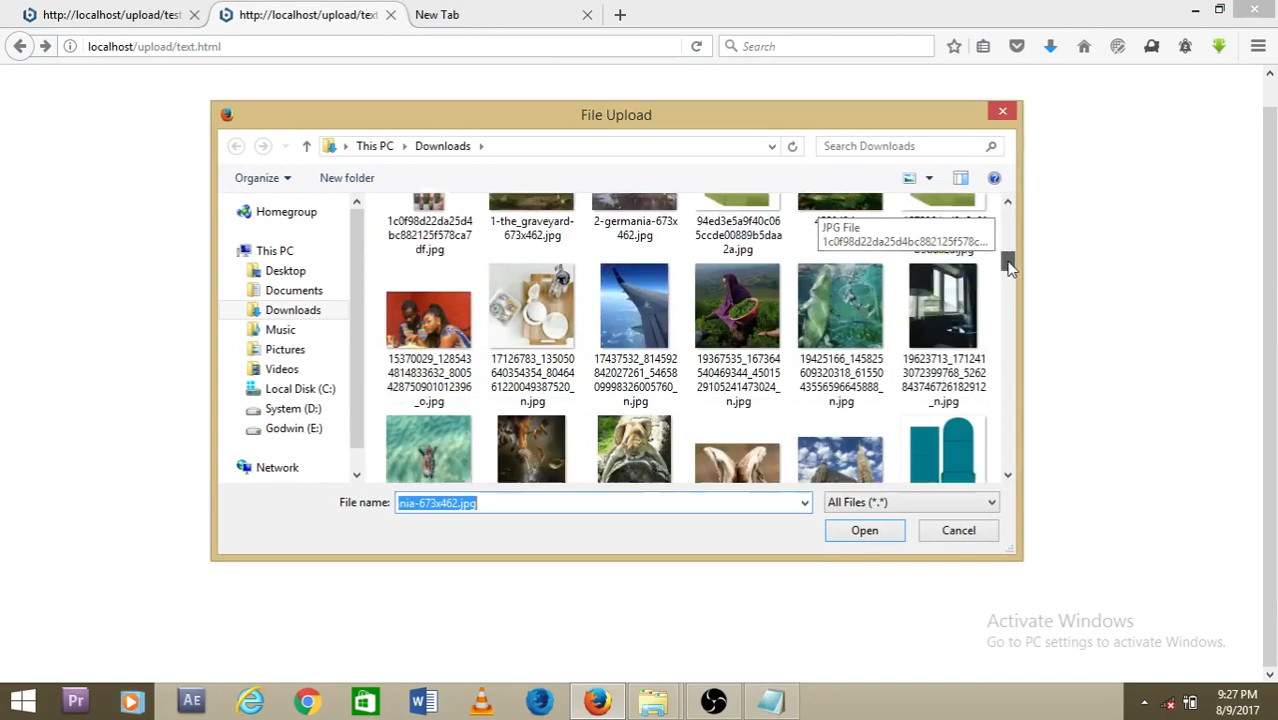 http://localhost/upload/test
http://localhost/upload/text
New Tab
localhost/upload/text.html
Search
File Upload
This PC
Downloads
Search Downloads
Organize
New folder
Homegroup
This PC
Desktop
Documents
Downloads
Music
Pictures
Videos
Local Disk (C:)
System (D:)
Godwin (E:)
Network
1c0f98d22da25d4
bc882125f578ca7
df.jpg
1-the_graveyard-
673x462.jpg
2-germania-673x
462.jpg
94ed3e5a9f40c06
5ccde00889b5daa
2a.jpg
JPG File
1c0f98d22da25d4bc882125f578c...
15370029_128543
4814833632_8005
428750901012396
_o.jpg
17126783_135050
640354354_80464
61220049387520_
n.jpg
17437532_814592
842027261_54658
09998326005760_
n.jpg
19367535_167364
540469344_45015
29105241473024_
n.jpg
19425166_145825
609320318_61550
43556596645888_
n.jpg
19623713_171241
3072399768_5262
843746726182912
_n.jpg
File name:
nia-673x462.jpg
All Files (*.*)
Open
Cancel
Activate Windows
Go to PC settings to activate Windows.
Pr
AE
9:27 PM
8/9/2017